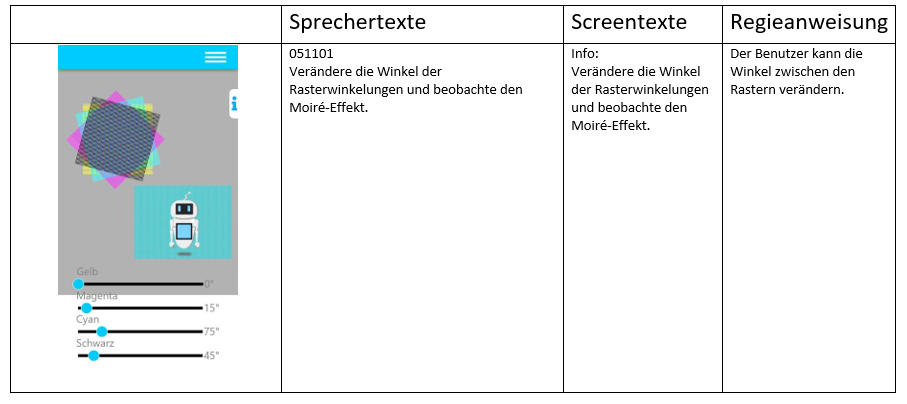 Sprechertexte
Screentexte
Regieanweisung
i
Gelb
0°
Magenta
15°
Cyan
75°
Schwarz
45°
051101
Verändere die Winkel der
Rasterwinkelungen und beobachte den
Moiré-Effekt.
Info:
Verändere die Winkel
der Rasterwinkelungen
und beobachte den
Moiré-Effekt.
Der Benutzer kann die
Winkel zwischen den
Rastern verändern.